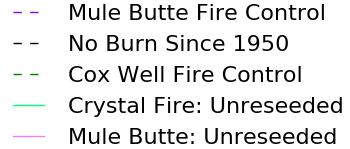 Mule Butte Fire Control
No Burn Since 1950
Cox Well Fire Control
Crystal Fire: Unreseeded
Mule Butte: Unreseeded